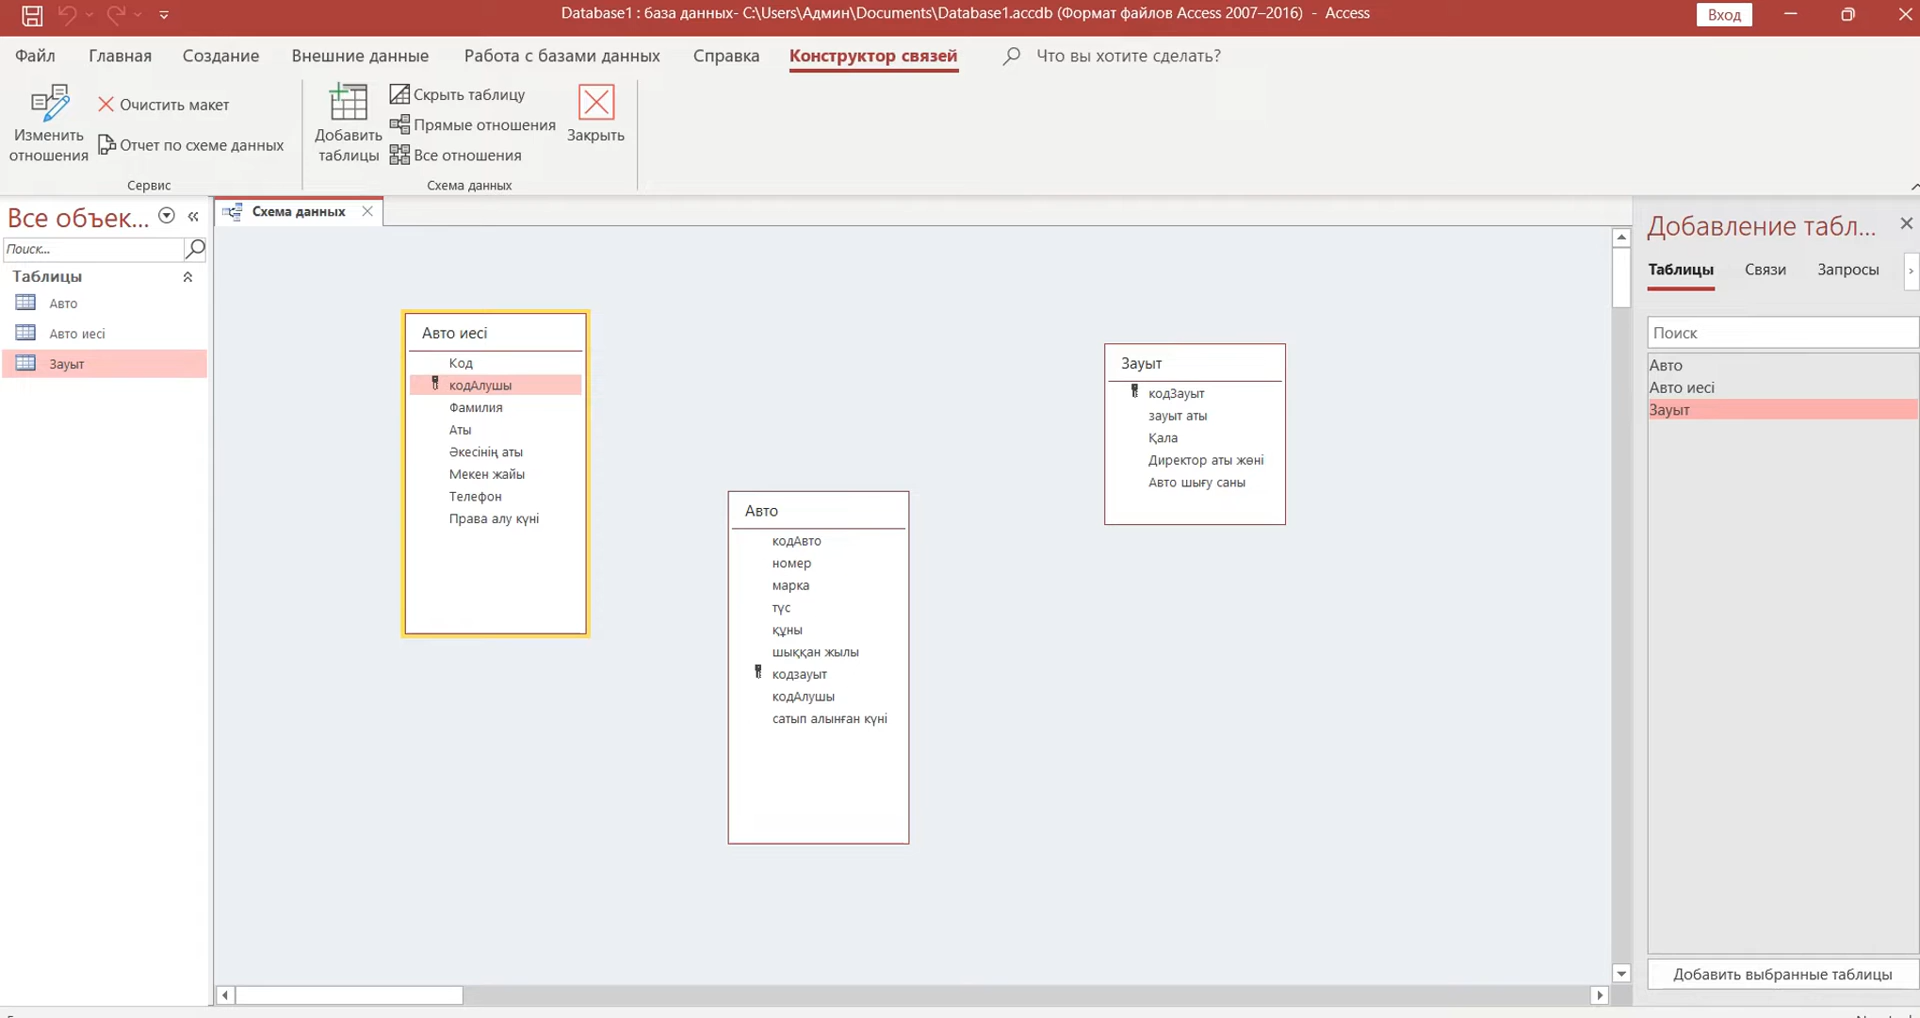 Database1 : база данных- C:\Users\Админ\Documents\Database1.accdb (Формат файлов Access 2007–2016) - Access
Вход
Файл
Главная
Создание
Внешние данные
Работа с базами данных
Справка
Конструктор связей
Что вы хотите сделать?
Изменить
отношения
Очистить макет
Отчет по схеме данных
Сервис
Добавить
таблицы
Скрыть таблицу
Прямые отношения
Все отношения
Закрыть
Схема данных
Все объек...
Поиск...
Таблицы
Авто
Авто иесі
Зауыт
Схема данных
Авто иесі
Код
кодАлушы
Фамилия
Аты
Әкесінің аты
Мекен жайы
Телефон
Права алу күні
Авто
кодАвто
номер
марка
түс
құны
шыққан жылы
кодзауыт
кодАлушы
сатып алынған күні
Зауыт
кодЗауыт
зауыт аты
Қала
Директор аты жөні
Авто шығу саны
Добавление табл...
Таблицы
Связи
Запросы
Поиск
Авто
Авто иесі
Зауыт
Добавить выбранные таблицы